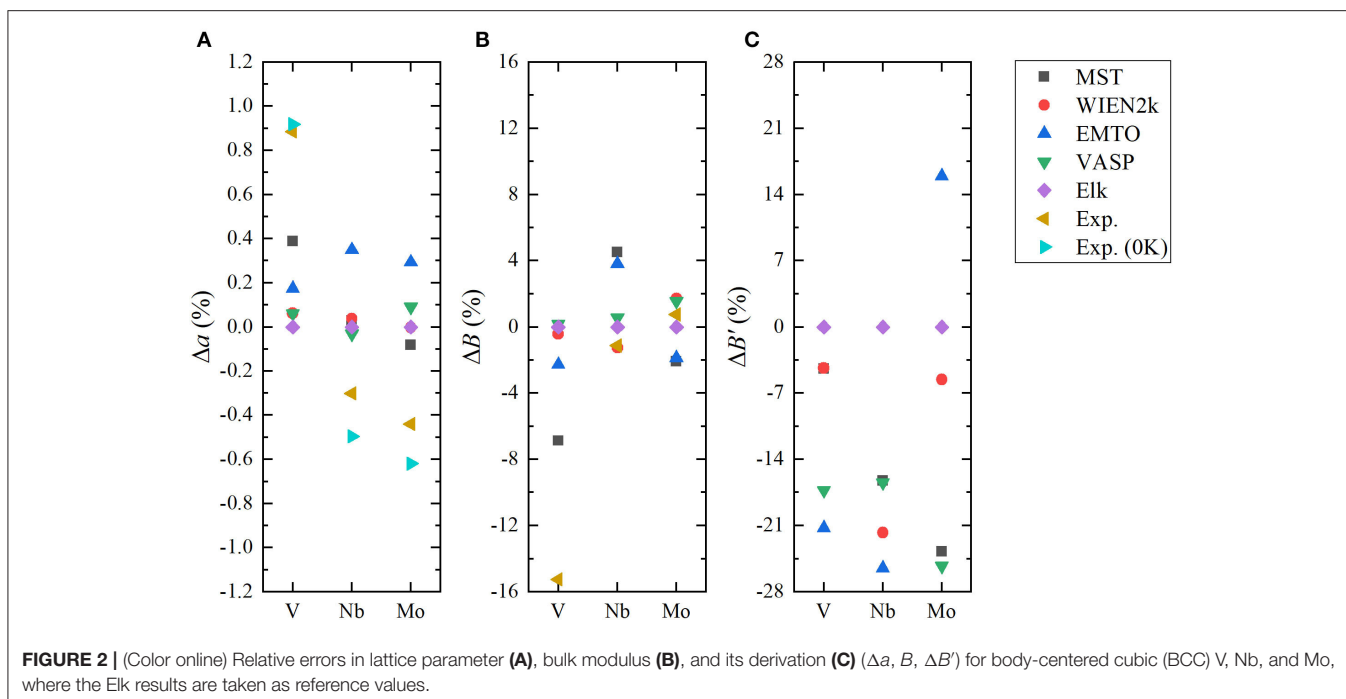 A
1.2
1.0
0.8
0.6
0.4
0.2
0.0
-0.2
-0.4
-0.6
-0.8
-1.0
-1.2
Δa (%)
V Nb Mo
B
16
12
8
4
0
-4
-8
-12
-16
ΔB (%)
V Nb Mo
C
28
21
14
7
0
-7
-14
-21
-28
ΔB′ (%)
V Nb Mo
MST
WIEN2k
EMTO
VASP
Elk
Exp.
Exp. (0K)
FIGURE 2 | (Color online) Relative errors in lattice parameter (A), bulk modulus (B), and its derivation (C) (Δa, B, ΔB′) for body-centered cubic (BCC) V, Nb, and Mo,
where the Elk results are taken as reference values.